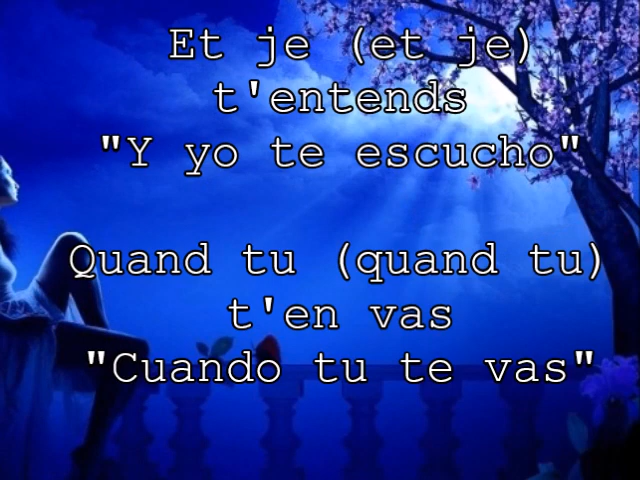 Et je (et je)
t'entends
"Y yo te escucho"
Quand tu (quand tu)
t'en vas
"Cuando tu te vas"